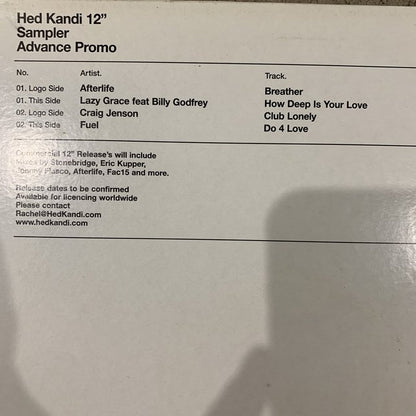 Hed Kandi 12”
Sampler
Advance Promo
No. Artist. Track.
01. Logo Side Afterlife Breather
01. This Side Lazy Grace feat Billy Godfrey How Deep Is Your Love
02. Logo Side Craig Jenson Club Lonely
02. This Side Fuel Do 4 Love
Commercial 12” Release's will include
Mixes by Stonebridge, Eric Kupper,
Johnny Fiasco, Afterlife, Fac15 and more.
Release dates to be confirmed
Available for licencing worldwide
Please contact
Rachel@HedKandi.com
www.hedkandi.com